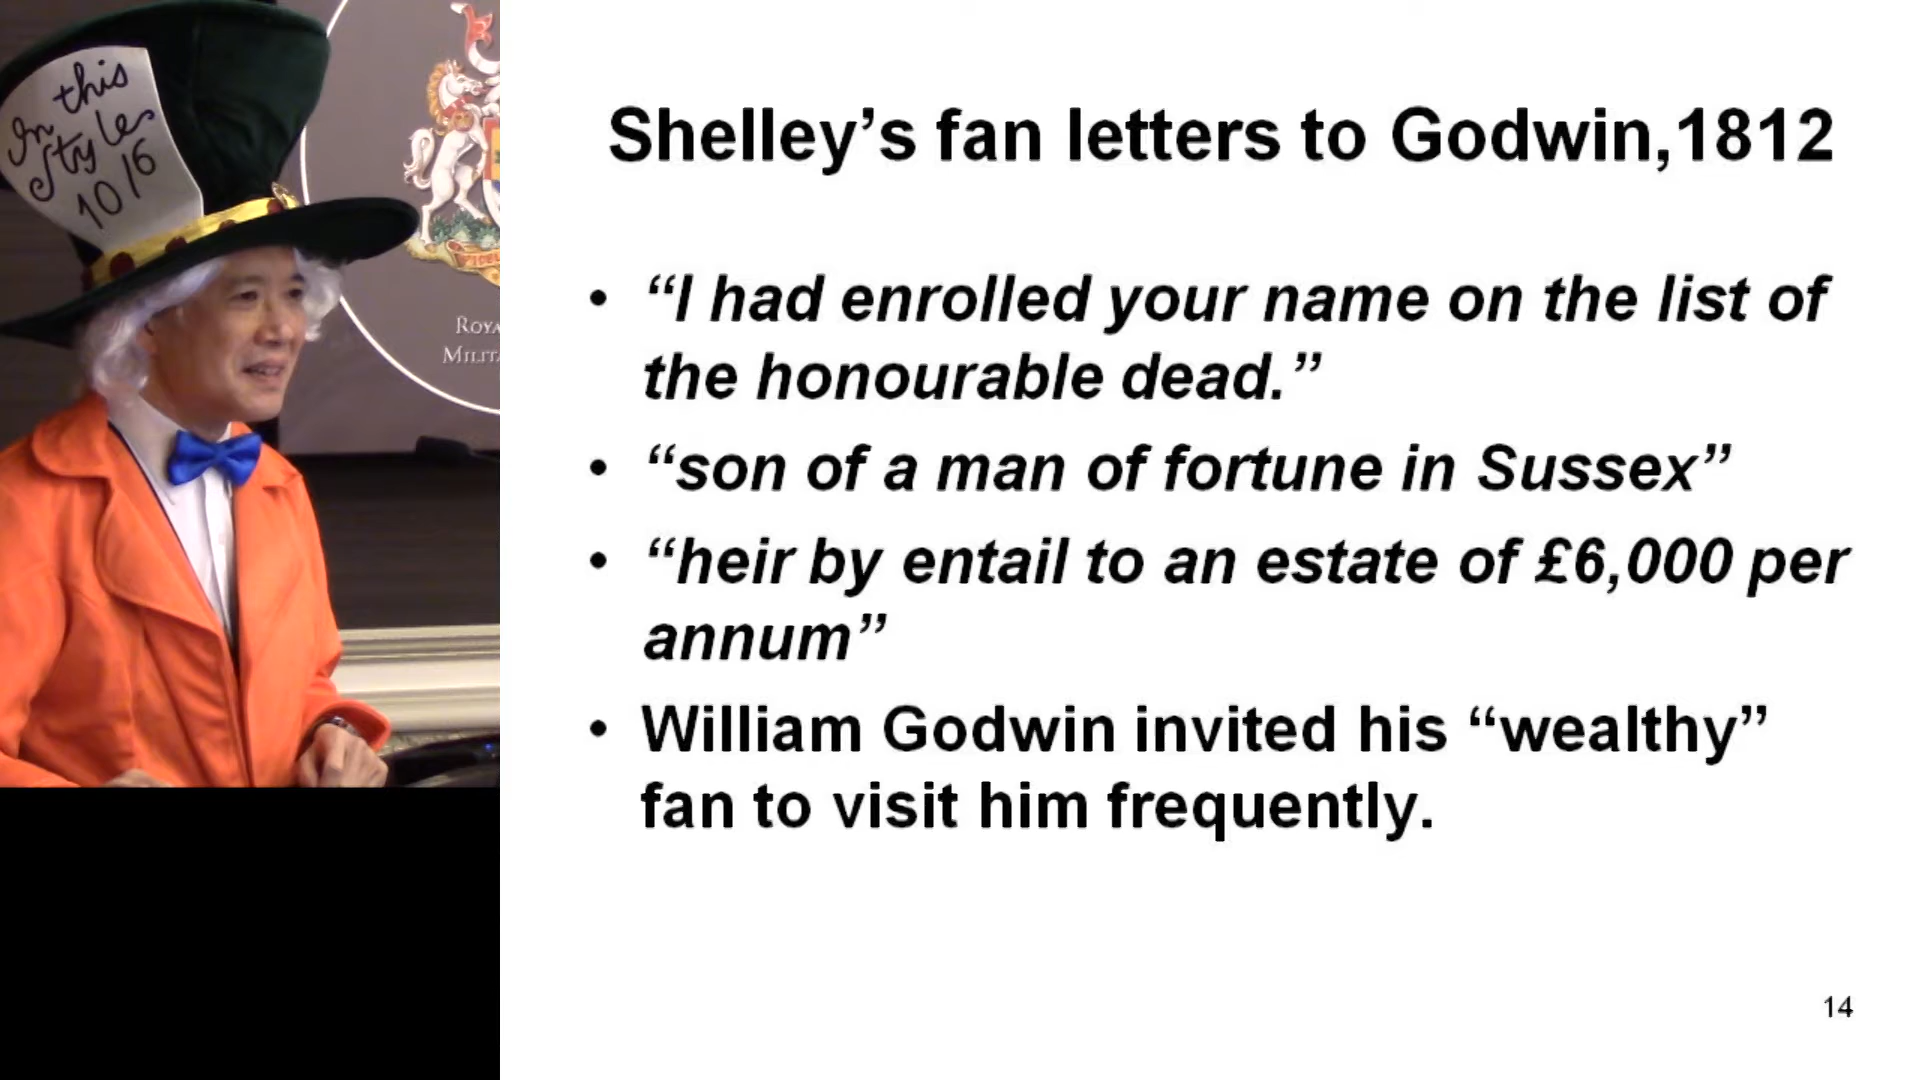 In this
Style
10/6
ROYA
MILIT
Shelley’s fan letters to Godwin,1812
• “I had enrolled your name on the list of
the honourable dead.”
• “son of a man of fortune in Sussex”
• “heir by entail to an estate of £6,000 per
annum”
• William Godwin invited his “wealthy”
fan to visit him frequently.
14